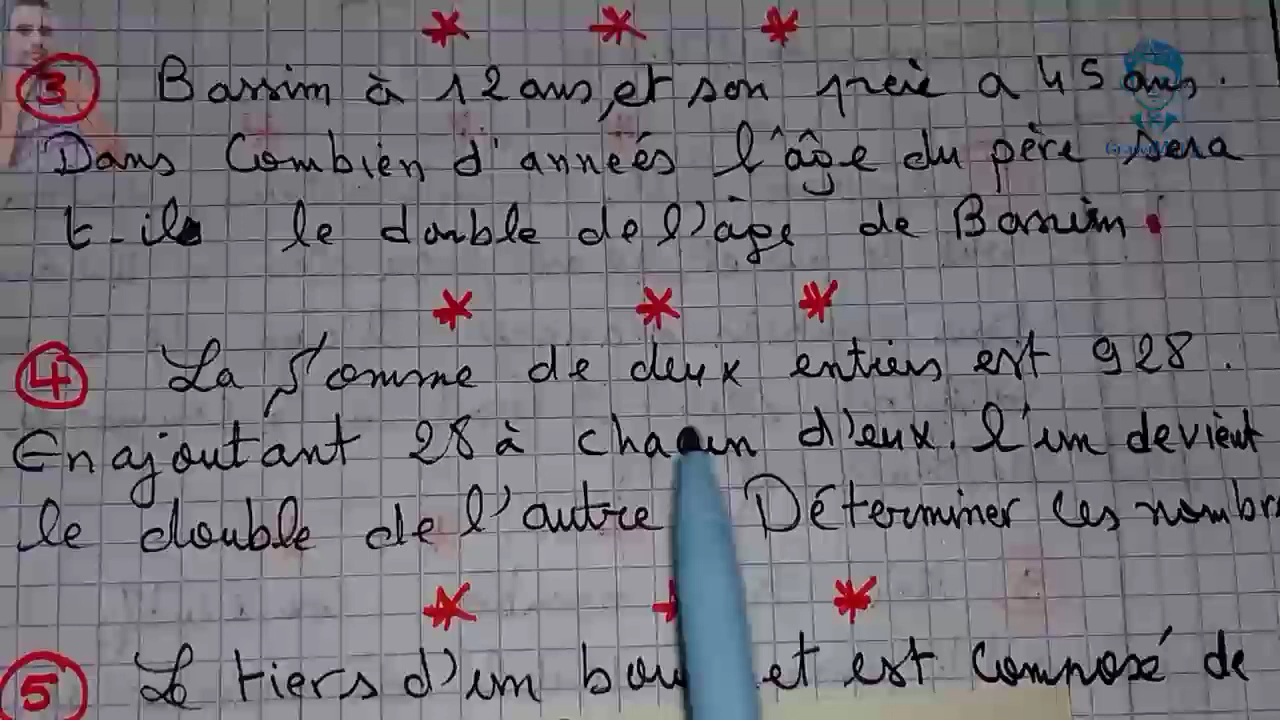 3 Bassim à 12 ans, et son père a 45 ans.
Dans Combien d'années l'âge du père sera
t-il le double de l'âge de Bassim
4 La Somme de deux entiers est 928.
En ajoutant 28 à chacun d'eux. l'un devient
le double de l'autre Déterminer ces nombr
5 Le tiers d'un est composé de